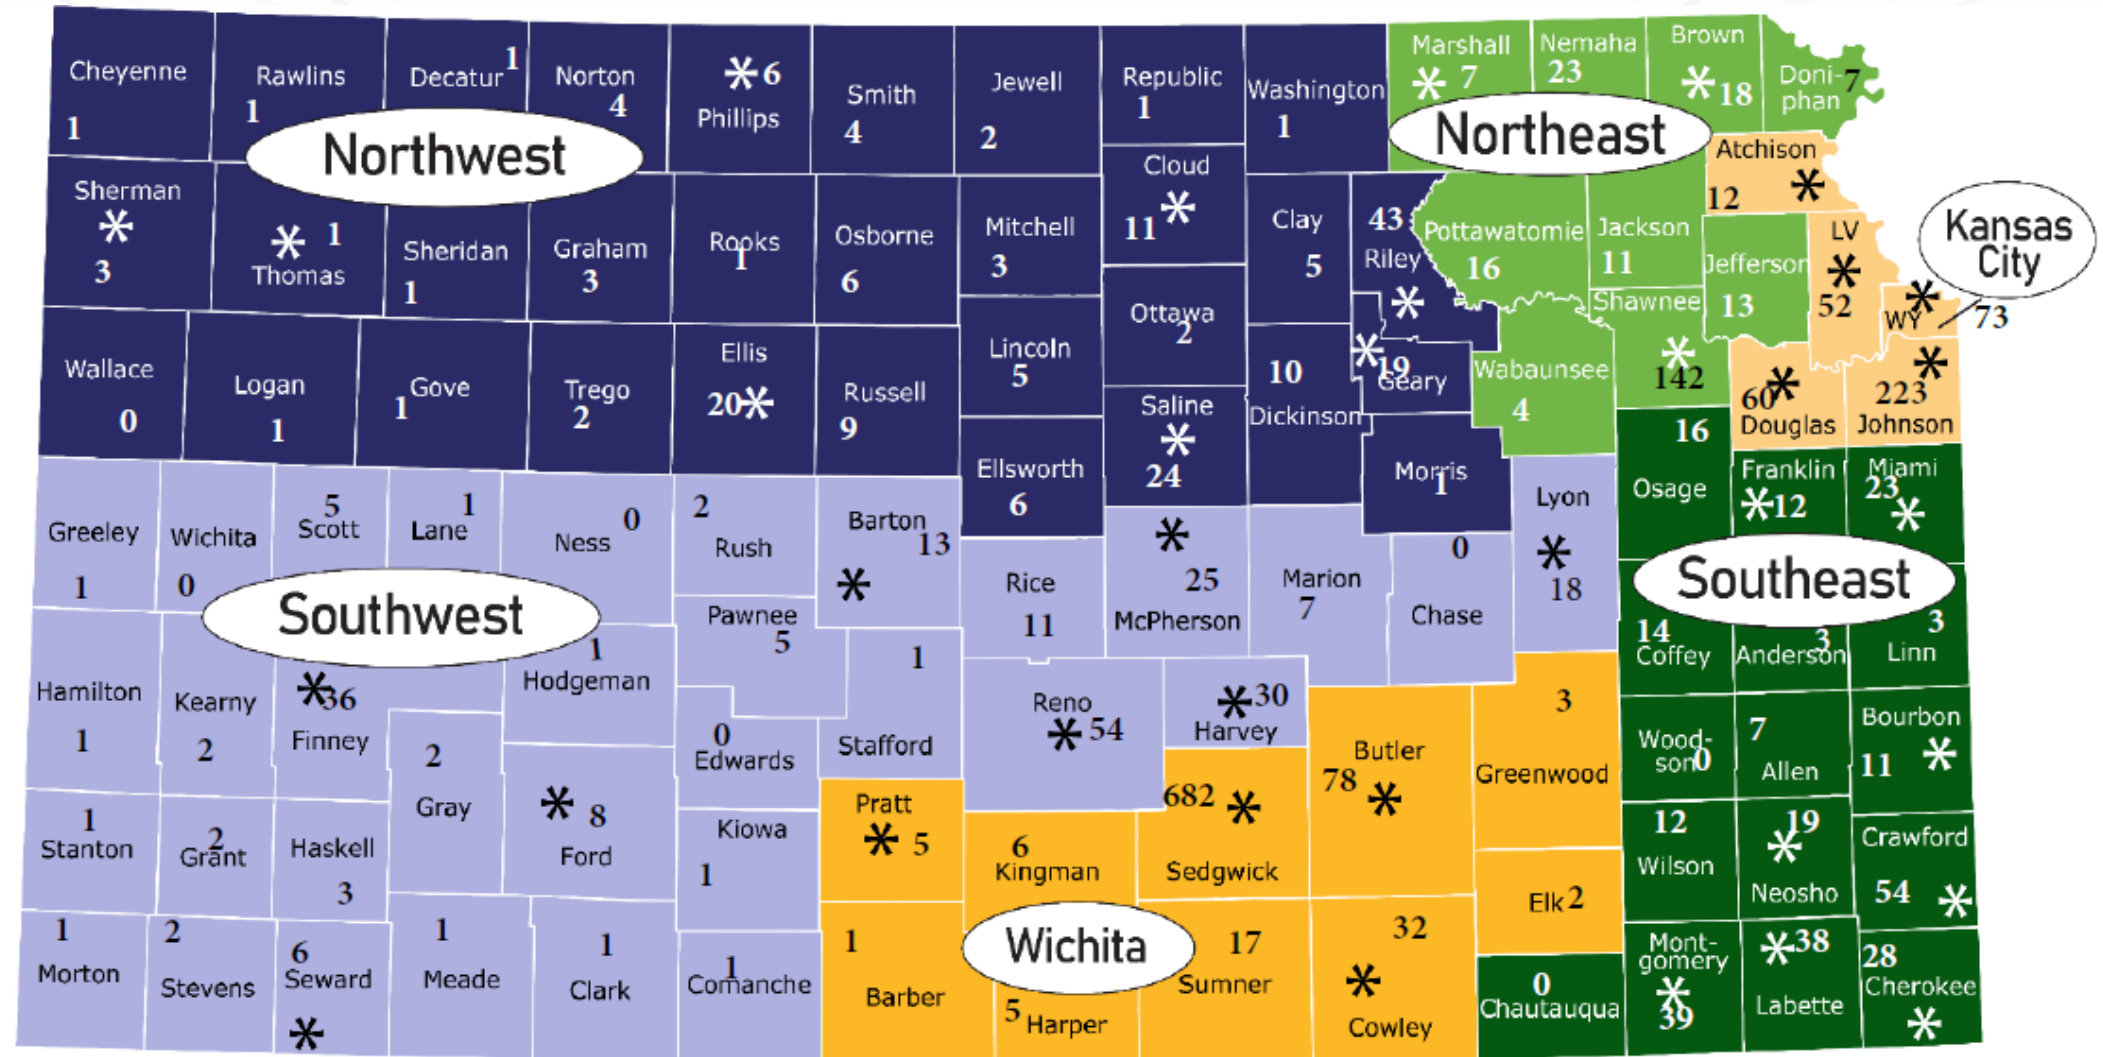 Cheyenne
1
Rawlins
1
Decatur 1
Norton
4
* 6
Phillips
Smith
4
Jewell
2
Republic
1
Washington
1
Marshall
* 7
Nemaha
23
Brown
* 18
Doni-
phan 7
Northwest
Northeast
Sherman
*
3
* 1
Thomas
Sheridan
1
Graham
3
Rooks
1
Osborne
6
Mitchell
3
Cloud
11 *
Clay
5
43
Riley
*
Pottawatomie
16
Jackson
11
Jefferson
13
Atchison
12 *
LV
*
52
Kansas
City
*
WY
73
Wallace
0
Logan
1
Gove
1
Trego
2
Ellis
20 *
Russell
9
Lincoln
5
Ottawa
2
Saline
*
24
Ellsworth
6
10
Dickinson
* 19
Geary
Morris
1
Wabaunsee
4
Shawnee
*
142
60 *
Douglas
*
223
Johnson
Greeley
1
Wichita
0
5
Scott
1
Lane
0
Ness
2
Rush
Barton
13
*
Rice
11
*
25
McPherson
Marion
7
0
Chase
Lyon
*
18
16
Osage
Franklin
* 12
Miami
23
*
Southwest
Southeast
Hamilton
1
Kearny
2
* 36
Finney
1
Hodgeman
Pawnee
5
0
Edwards
1
Stafford
Reno
* 54
* 30
Harvey
14
Coffey
3
Anderson
3
Linn
1
Stanton
2
Grant
Haskell
3
2
Gray
* 8
Ford
Kiowa
1
Pratt
* 5
6
Kingman
682 *
Sedgwick
Butler
78 *
3
Greenwood
Wood-
son 0
7
Allen
Bourbon
11 *
12
Wilson
19
*
Neosho
Crawford
54 *
1
Morton
2
Stevens
6
Seward
*
1
Meade
1
Clark
1
Comanche
1
Barber
Wichita
5 Harper
17
Sumner
32
*
Cowley
Elk 2
0
Chautauqua
Mont-
gomery
*
39
* 38
Labette
28
Cherokee
*